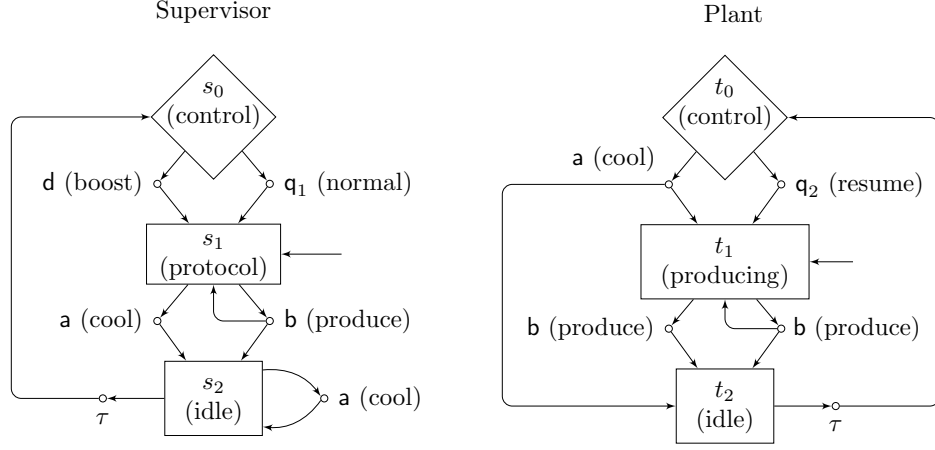 Supervisor
s₀
(control)
d (boost)
q₁ (normal)
s₁
(protocol)
a (cool)
b (produce)
s₂
(idle)
a (cool)
τ
Plant
t₀
(control)
a (cool)
q₂ (resume)
t₁
(producing)
b (produce)
b (produce)
t₂
(idle)
τ